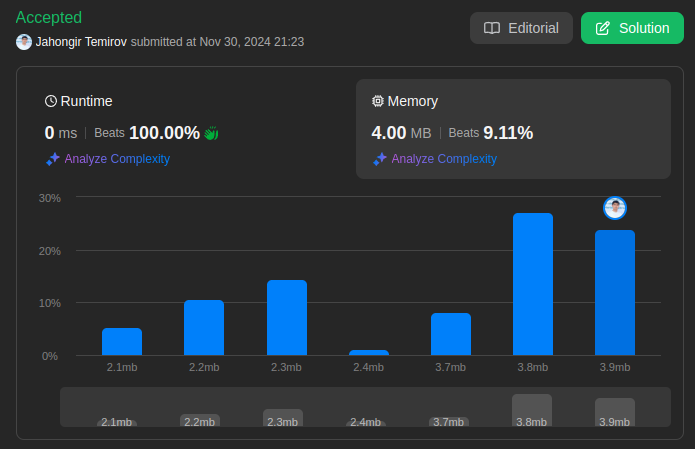 Accepted
Jahongir Temirov submitted at Nov 30, 2024 21:23
Editorial
Solution
Runtime
0 ms | Beats 100.00%
Analyze Complexity
Memory
4.00 MB | Beats 9.11%
Analyze Complexity
30%
20%
10%
0%
2.1mb 2.2mb 2.3mb 2.4mb 3.7mb 3.8mb 3.9mb
2.1mb 2.2mb 2.3mb 2.4mb 3.7mb 3.8mb 3.9mb